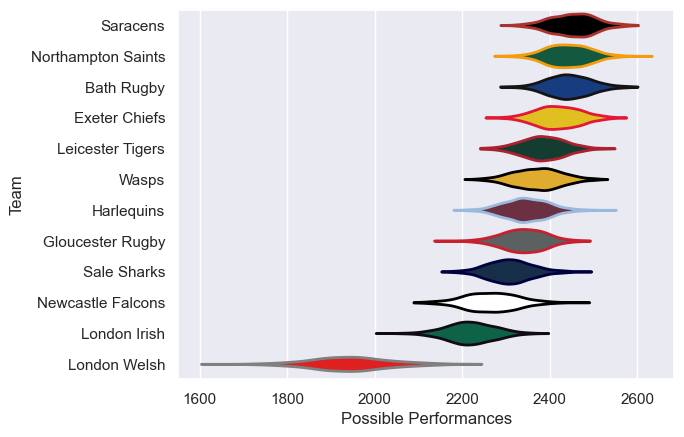 Saracens
Northampton Saints
Bath Rugby
Exeter Chiefs
Leicester Tigers
Wasps
Harlequins
Gloucester Rugby
Sale Sharks
Newcastle Falcons
London Irish
London Welsh
Team
1600 1800 2000 2200 2400 2600
Possible Performances